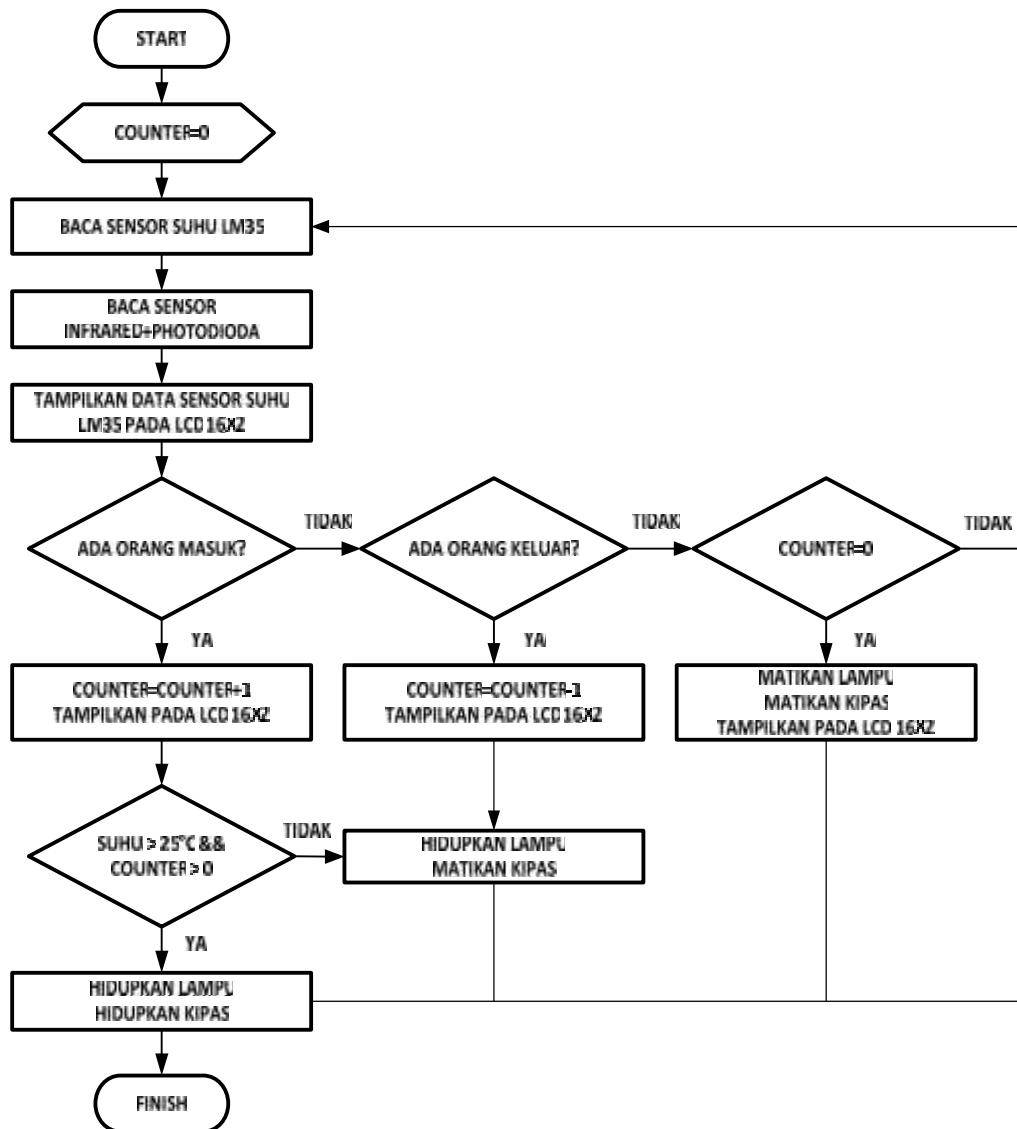 START
COUNTER=0
BACA SENSOR SUHU LM35
BACA SENSOR
INFRARED+PHOTODIODA
TAMPILKAN DATA SENSOR SUHU
LM35 PADA LCD 16X2
ADA ORANG MASUK?
TIDAK
ADA ORANG KELUAR?
TIDAK
COUNTER=0
TIDAK
YA
YA
YA
COUNTER=COUNTER+1
TAMPILKAN PADA LCD 16X2
COUNTER=COUNTER-1
TAMPILKAN PADA LCD 16X2
MATIKAN LAMPU
MATIKAN KIPAS
TAMPILKAN PADA LCD 16X2
SUHU > 25°C &&
COUNTER > 0
TIDAK
HIDUPKAN LAMPU
MATIKAN KIPAS
YA
HIDUPKAN LAMPU
HIDUPKAN KIPAS
FINISH